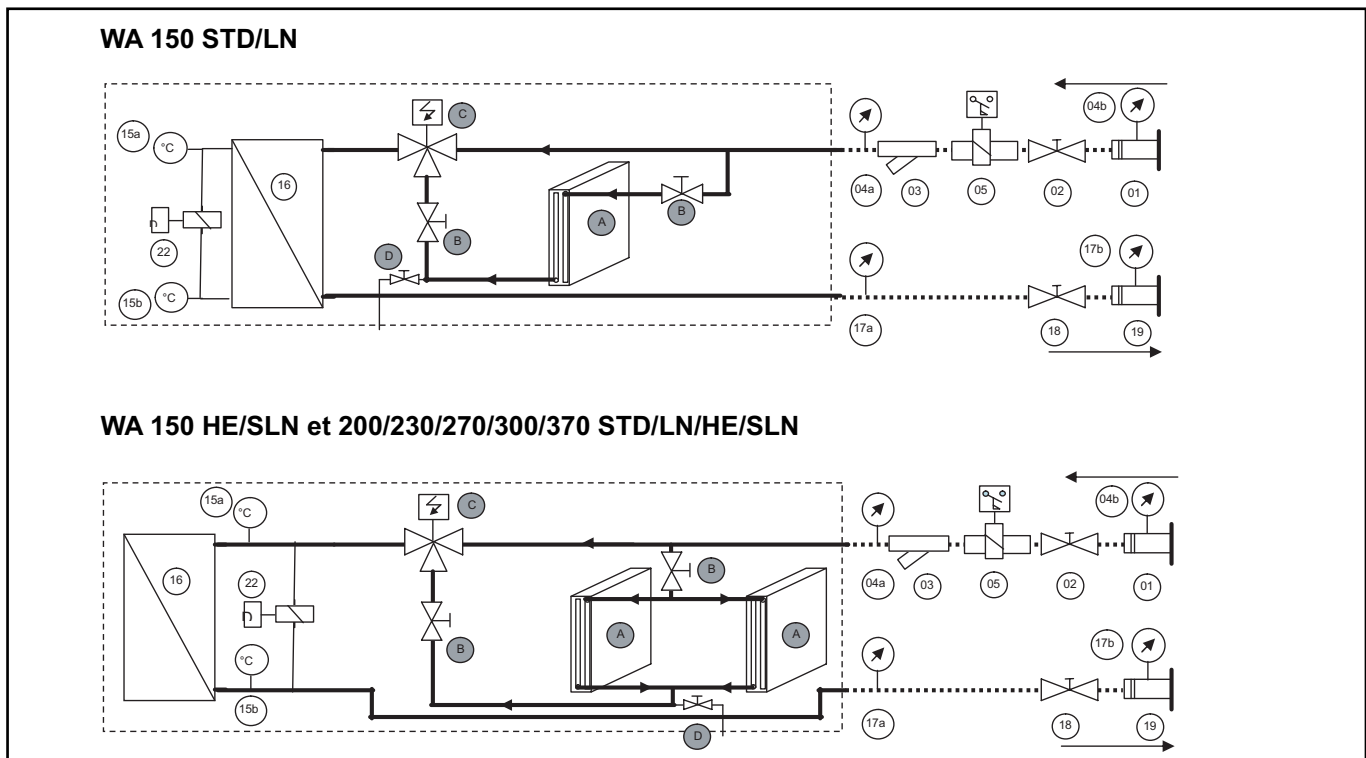 WA 150 STD/LN
C
04b
15a
°C
16
04a
03
05
02
01
B
A
B
22
D
17b
15b
°C
17a
18
19
WA 150 HE/SLN et 200/230/270/300/370 STD/LN/HE/SLN
15a
C
04b
°C
16
22
B
04a
03
05
02
01
A
A
B
17b
°C
15b
D
17a
18
19